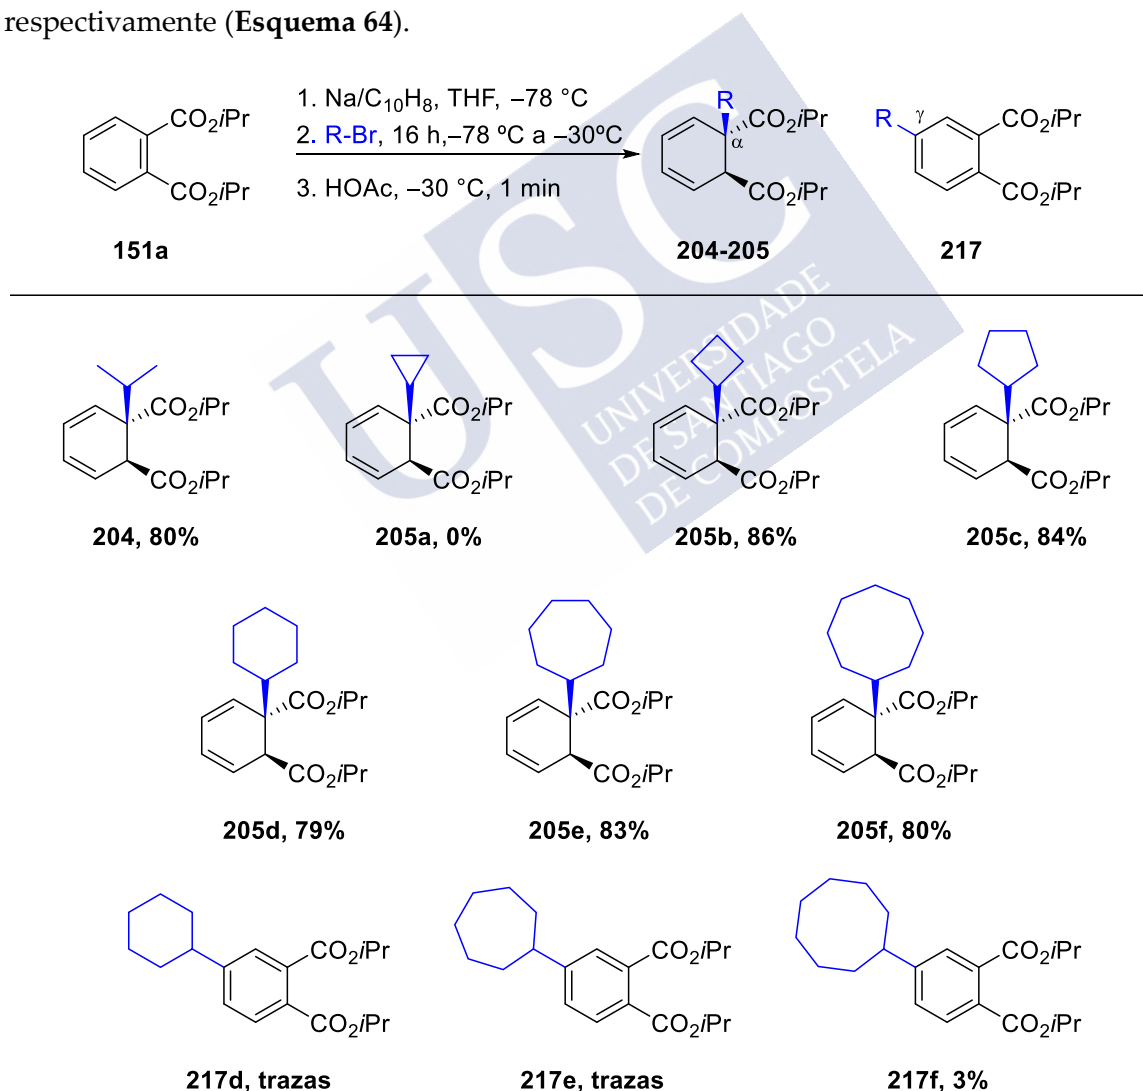 respectivamente (Esquema 64).
1. Na/C10H8, THF, –78 °C
2. R-Br, 16 h,–78 ºC a –30ºC
3. HOAc, –30 °C, 1 min
CO2iPr
CO2iPr
R
CO2iPr
α
CO2iPr
R
γ
CO2iPr
CO2iPr
151a
204-205
217
CO2iPr
CO2iPr
CO2iPr
CO2iPr
CO2iPr
CO2iPr
CO2iPr
CO2iPr
204, 80%
205a, 0%
205b, 86%
205c, 84%
CO2iPr
CO2iPr
CO2iPr
CO2iPr
CO2iPr
CO2iPr
205d, 79%
205e, 83%
205f, 80%
CO2iPr
CO2iPr
CO2iPr
CO2iPr
CO2iPr
CO2iPr
217d, trazas
217e, trazas
217f, 3%
USC
UNIVERSIDADE
DE SANTIAGO
DE COMPOSTELA